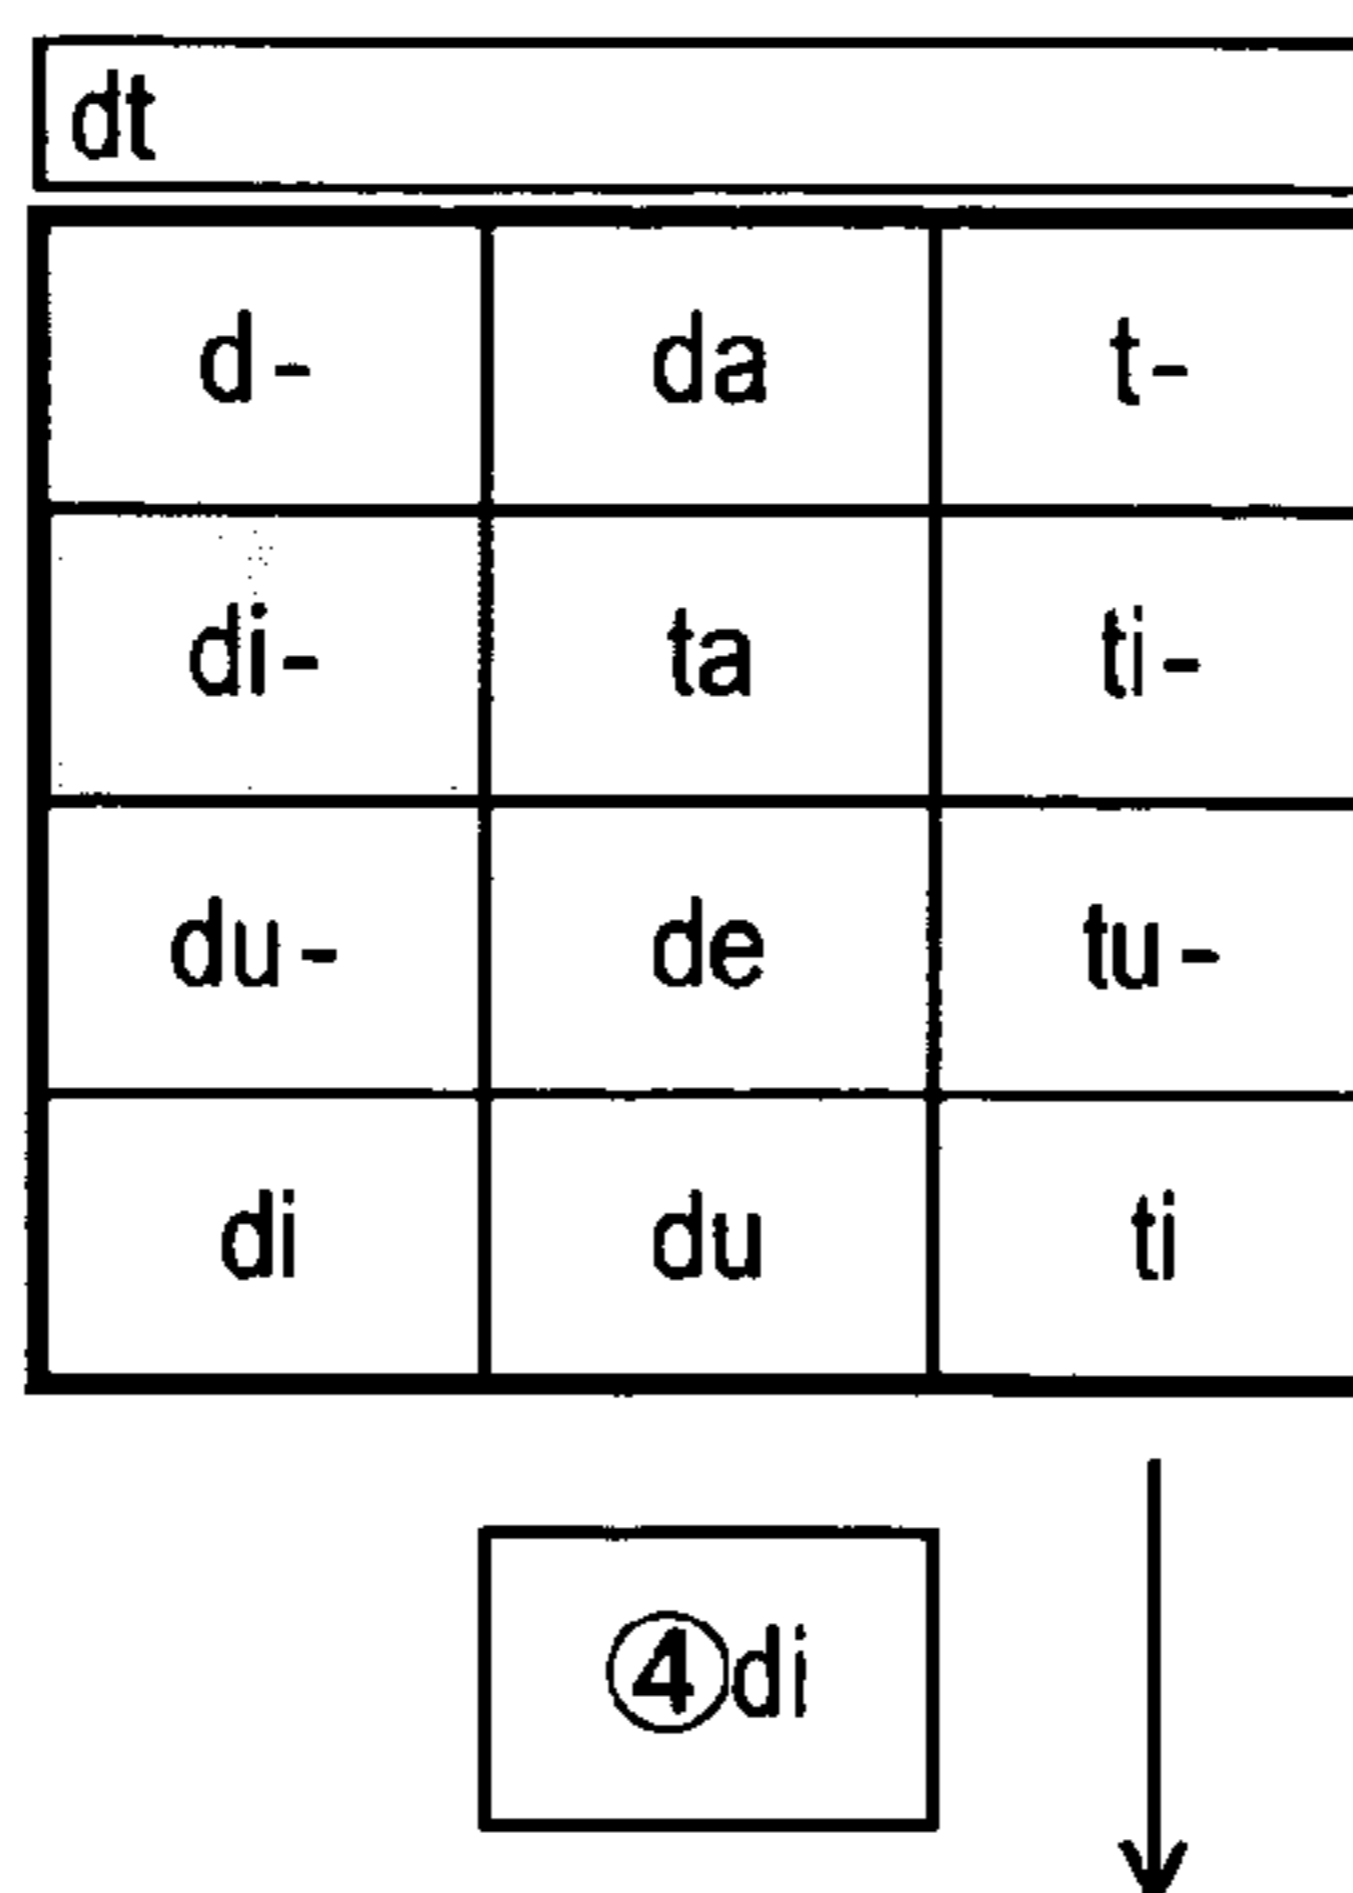 dt
d- da t-
di- ta ti-
du- de tu-
di du ti
④di